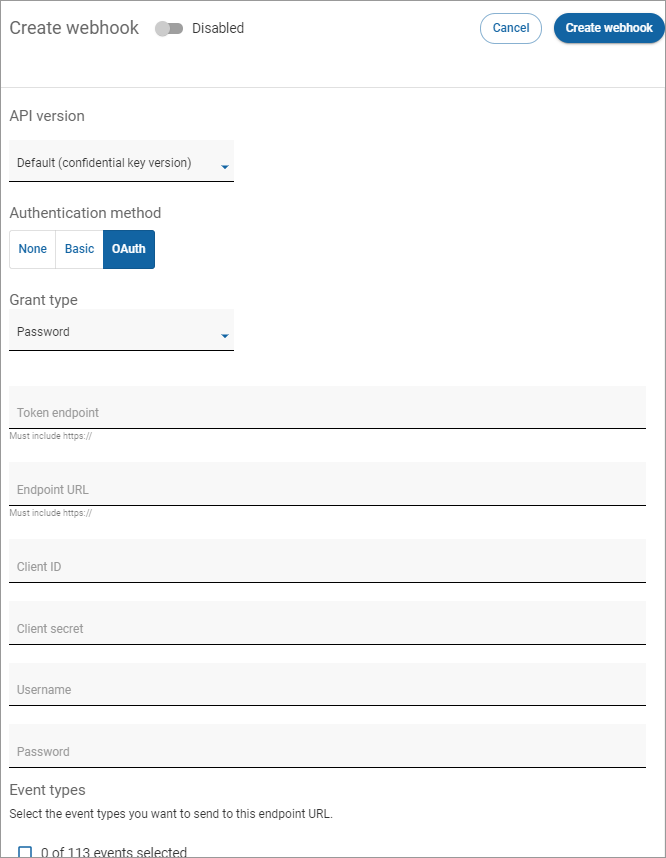 Create webhook Disabled Cancel Create webhook
API version
Default (confidential key version)
Authentication method
None Basic OAuth
Grant type
Password
Token endpoint
Must include https://
Endpoint URL
Must include https://
Client ID
Client secret
Username
Password
Event types
Select the event types you want to send to this endpoint URL.
0 of 113 events selected